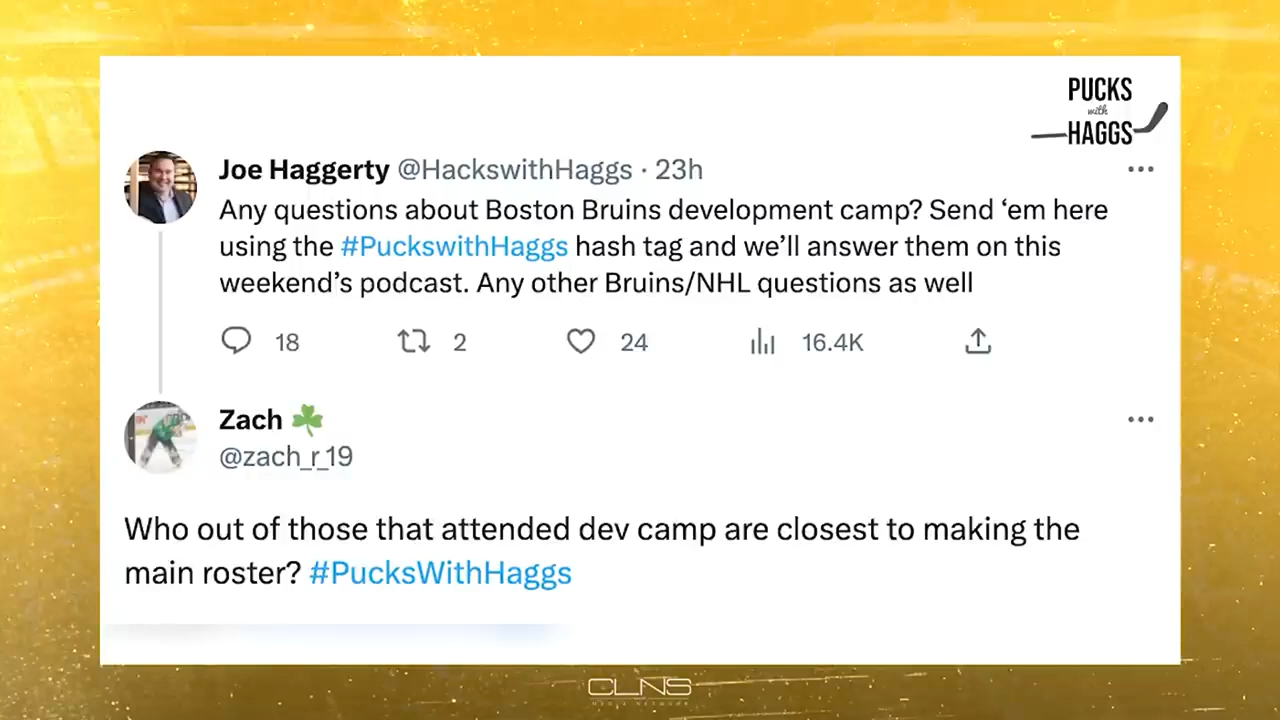 PUCKS
with
HAGGS
Joe Haggerty @HackswithHaggs · 23h
Any questions about Boston Bruins development camp? Send ‘em here
using the #PuckswithHaggs hash tag and we’ll answer them on this
weekend’s podcast. Any other Bruins/NHL questions as well
18 2 24 16.4K
Zach ☘️
@zach_r_19
Who out of those that attended dev camp are closest to making the
main roster? #PucksWithHaggs
CLNS
MEDIA NETWORK